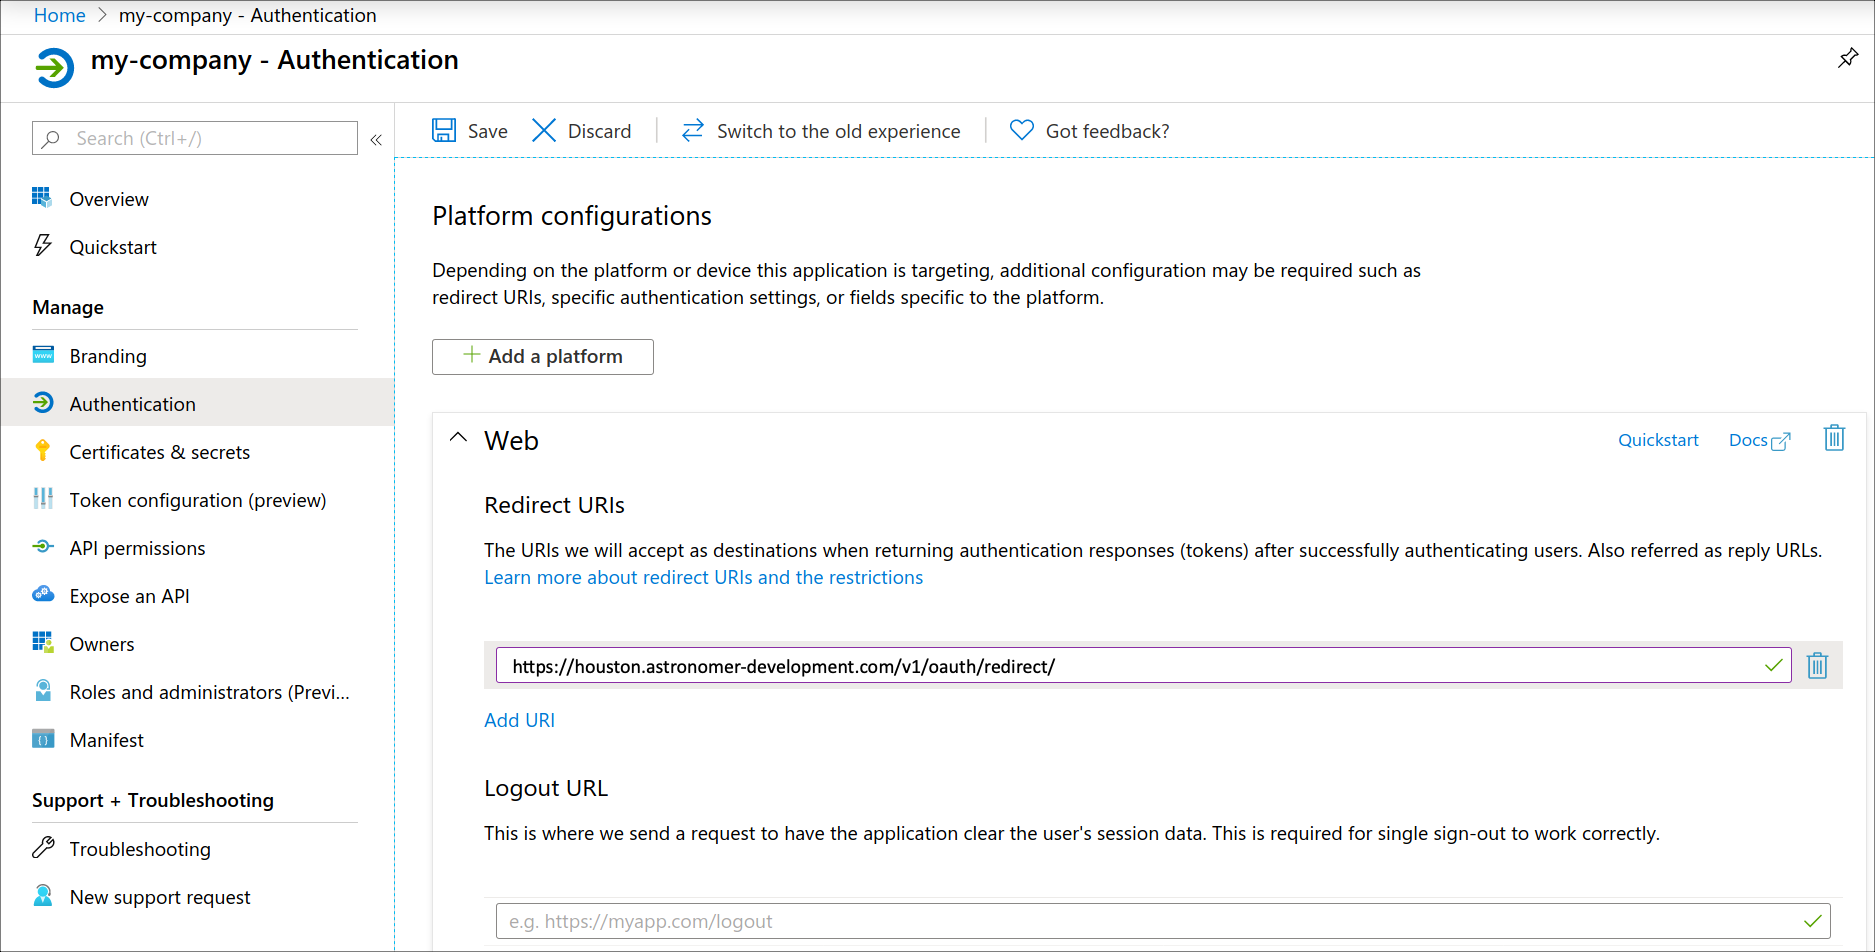 Home > my-company - Authentication
my-company - Authentication
Search (Ctrl+/)
«
Save
Discard
Switch to the old experience
Got feedback?
Overview
Quickstart
Manage
Branding
Authentication
Certificates & secrets
Token configuration (preview)
API permissions
Expose an API
Owners
Roles and administrators (Previ...
Manifest
Support + Troubleshooting
Troubleshooting
New support request
Platform configurations
Depending on the platform or device this application is targeting, additional configuration may be required such as
redirect URIs, specific authentication settings, or fields specific to the platform.
+ Add a platform
Web
Quickstart
Docs
Redirect URIs
The URIs we will accept as destinations when returning authentication responses (tokens) after successfully authenticating users. Also referred as reply URLs.
Learn more about redirect URIs and the restrictions
https://houston.astronomer-development.com/v1/oauth/redirect/
Add URI
Logout URL
This is where we send a request to have the application clear the user's session data. This is required for single sign-out to work correctly.
e.g. https://myapp.com/logout